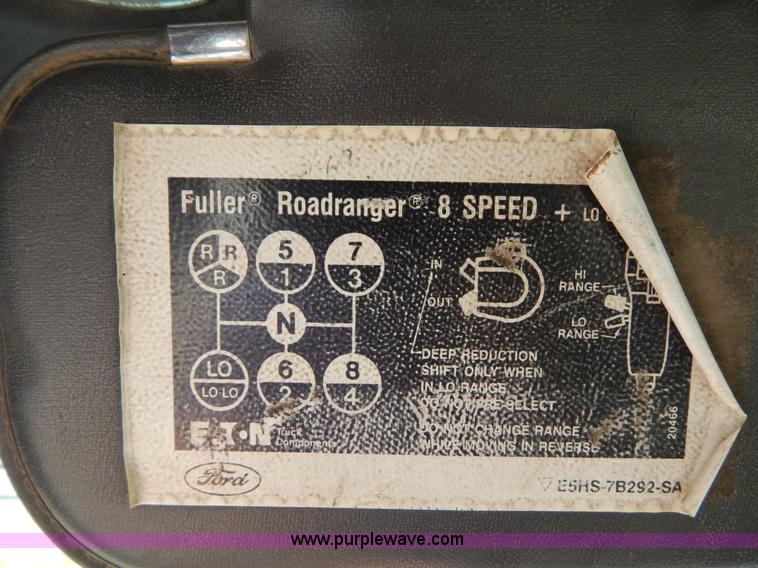 Fuller® Roadranger® 8 SPEED + LO
R R 5 7
R 1 3
IN
OUT
HI
RANGE
LO
RANGE
N
LO 6 8
LO-LO 2 4
DEEP REDUCTION
SHIFT ONLY WHEN
IN LO RANGE
DO NOT PRE-SELECT
DO NOT CHANGE RANGE
WHILE MOVING IN REVERSE
EATON Truck
Components
20466
Ford
E5HS-7B292-SA
www.purplewave.com